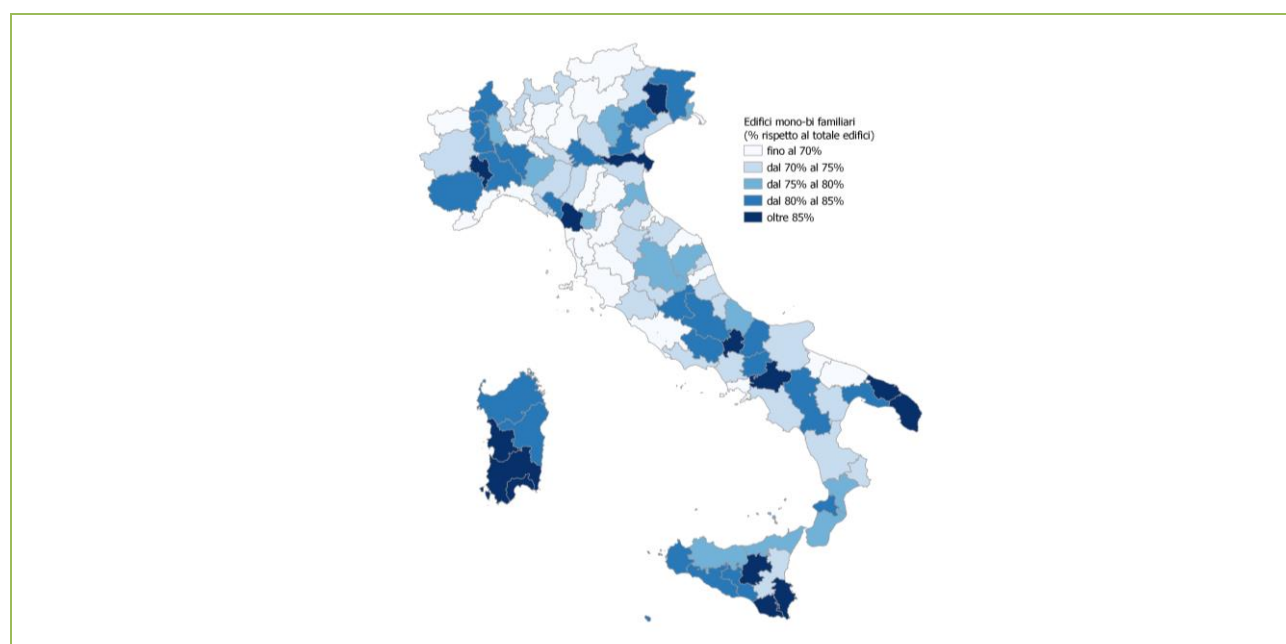 Edifici mono-bi familiari
(% rispetto al totale edifici)
fino al 70%
dal 70% al 75%
dal 75% al 80%
dal 80% al 85%
oltre 85%